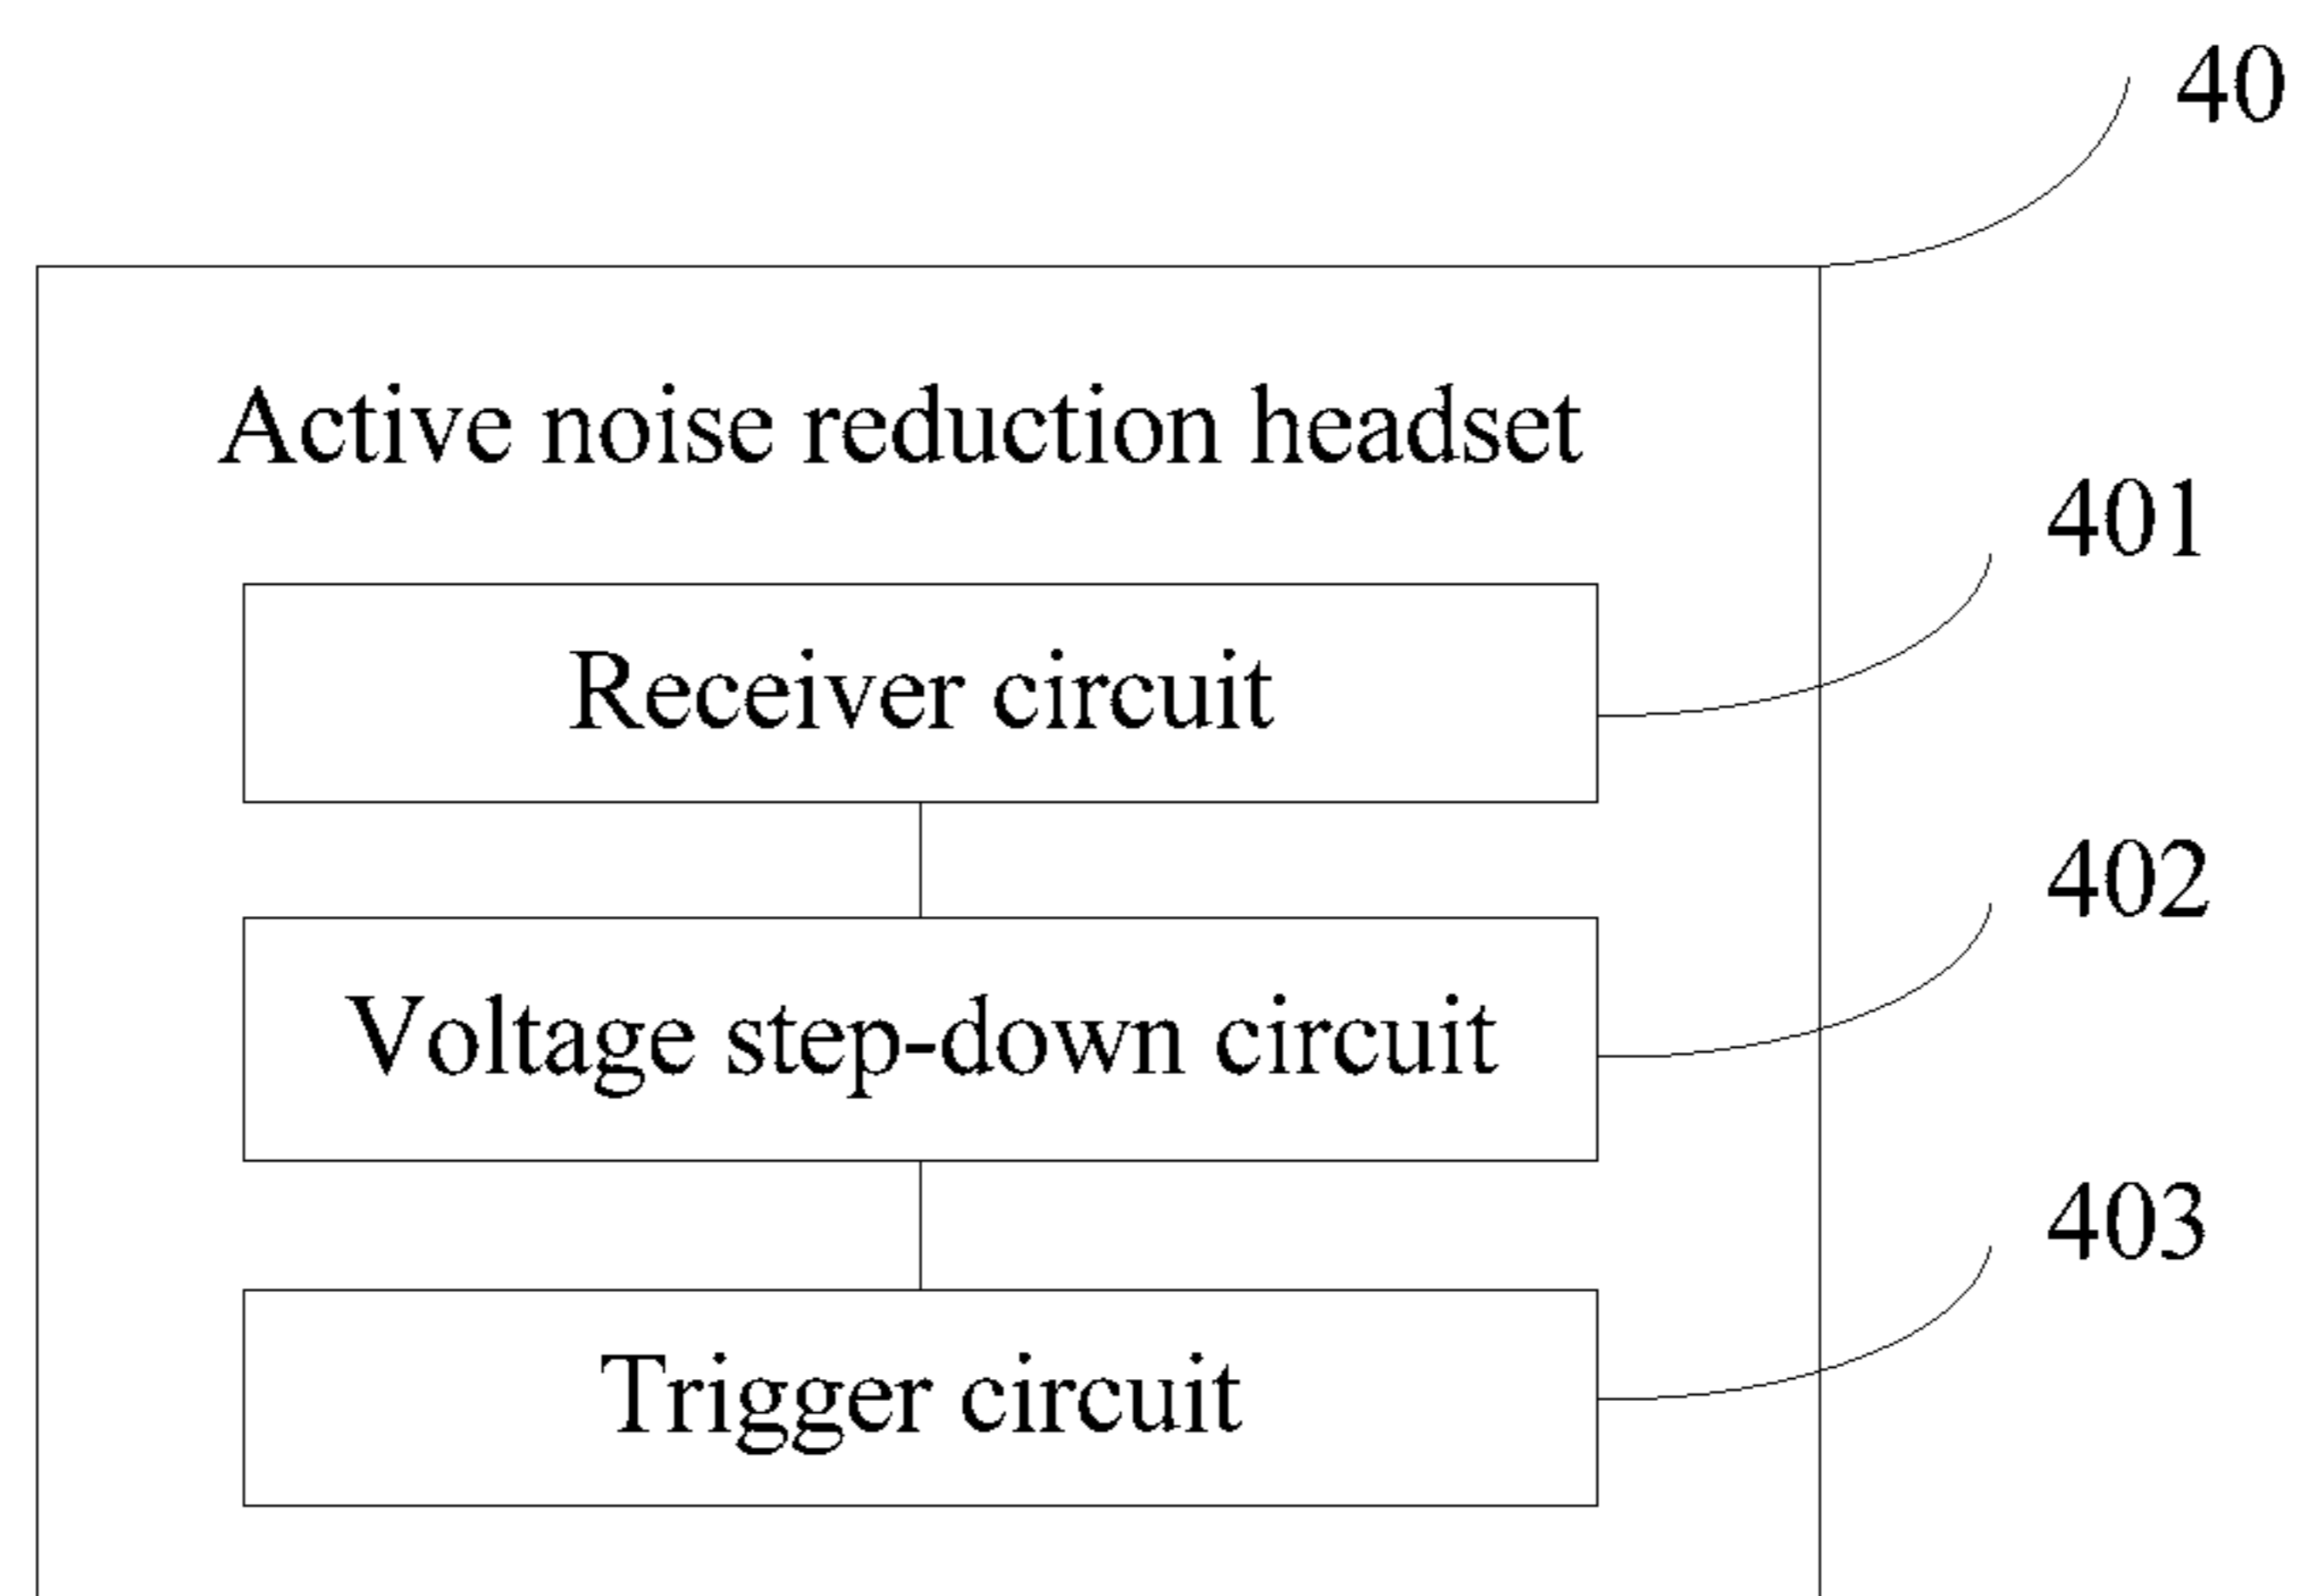 40
Active noise reduction headset
401
Receiver circuit
402
Voltage step-down circuit
403
Trigger circuit